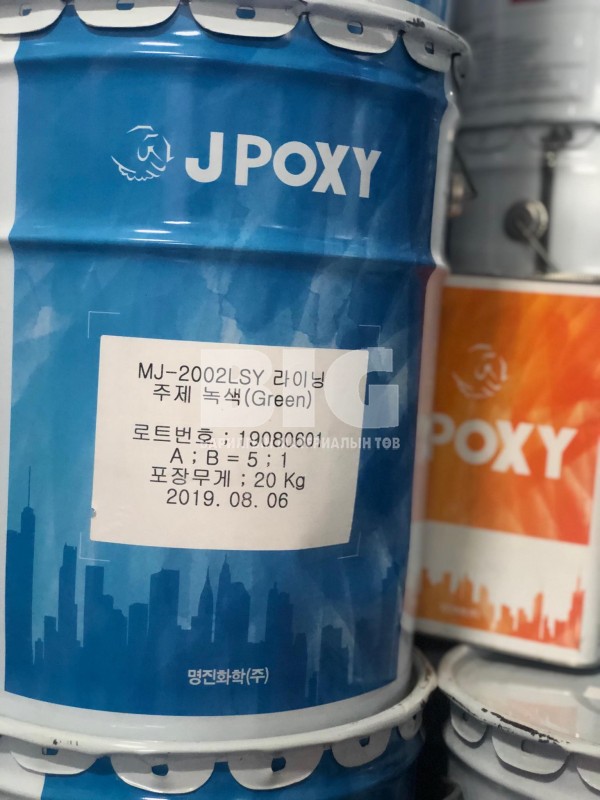 JPOXY
MJ-2002LSY 라이닝
주제 녹색(Green)
로트번호 ; 19080601
A ; B = 5 ; 1
포장무게 ; 20 Kg
2019. 08. 06
명진화학(주)
POXY
BIG